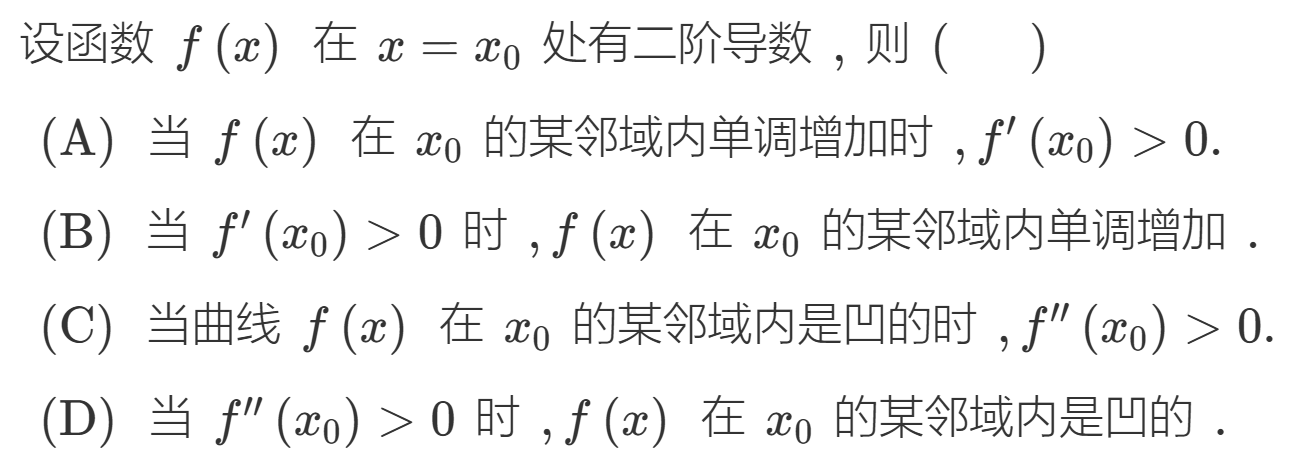 设函数 f (x) 在 x = x₀ 处有二阶导数 , 则 ( )
(A) 当 f (x) 在 x₀ 的某邻域内单调增加时 , f′ (x₀) > 0.
(B) 当 f′ (x₀) > 0 时 , f (x) 在 x₀ 的某邻域内单调增加 .
(C) 当曲线 f (x) 在 x₀ 的某邻域内是凹的时 , f″ (x₀) > 0.
(D) 当 f″ (x₀) > 0 时 , f (x) 在 x₀ 的某邻域内是凹的 .